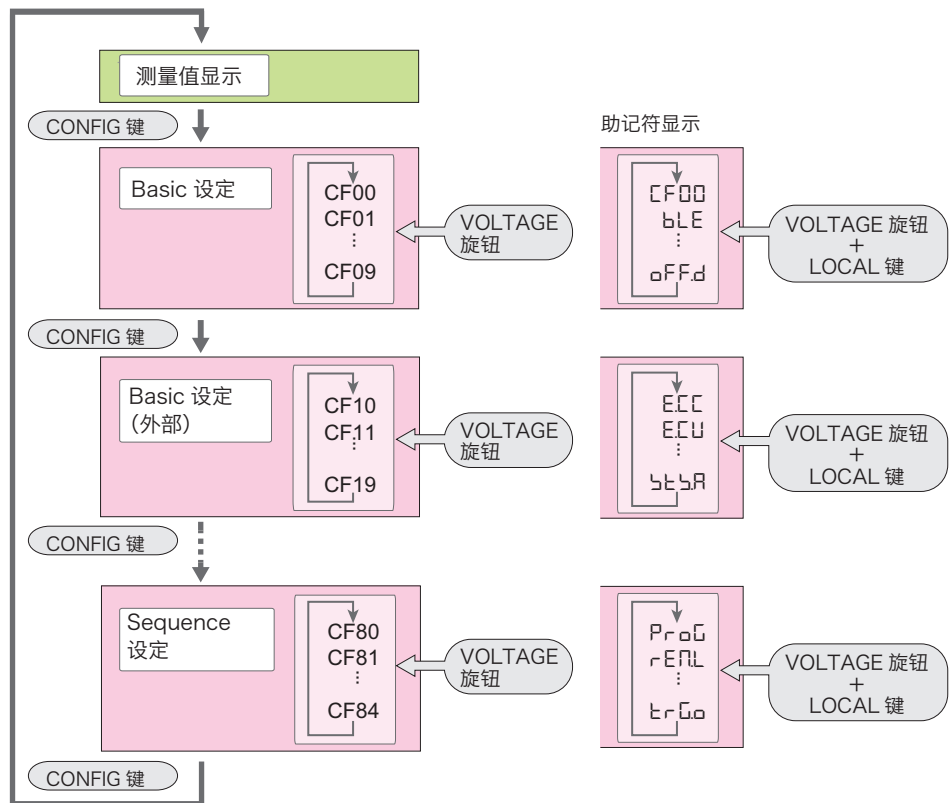 测量值显示
CONFIG 键
助记符显示
Basic 设定
CF00
CF01
⋮
CF09
VOLTAGE
旋钮
CF00
bLE
⋮
oFF.d
VOLTAGE 旋钮
+
LOCAL 键
CONFIG 键
Basic 设定
（外部）
CF10
CF11
⋮
CF19
VOLTAGE
旋钮
E.CC
E.CU
⋮
StS.A
VOLTAGE 旋钮
+
LOCAL 键
CONFIG 键
Sequence
设定
CF80
CF81
⋮
CF84
VOLTAGE
旋钮
ProG
rEM.L
⋮
trG.o
VOLTAGE 旋钮
+
LOCAL 键
CONFIG 键